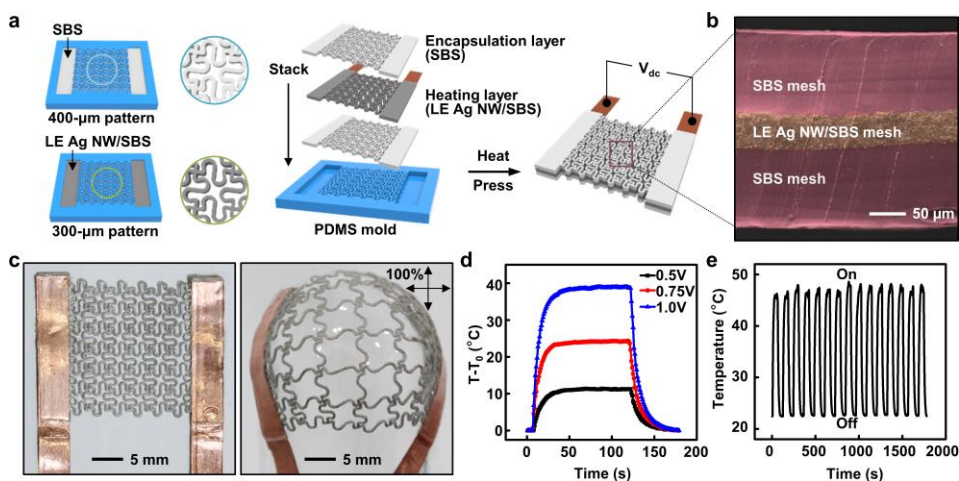 a
SBS
400-µm pattern
LE Ag NW/SBS
300-µm pattern
Stack
Encapsulation layer
(SBS)
Heating layer
(LE Ag NW/SBS)
PDMS mold
Heat
Press
V dc
b
SBS mesh
LE Ag NW/SBS mesh
SBS mesh
50 µm
c
5 mm
100%
5 mm
d
T-T0 (°C)
40
30
20
10
0
0.5V
0.75V
1.0V
0 50 100 150 200
Time (s)
e
Temperature (°C)
50
40
30
20
On
Off
0 500 1000 1500 2000
Time (s)